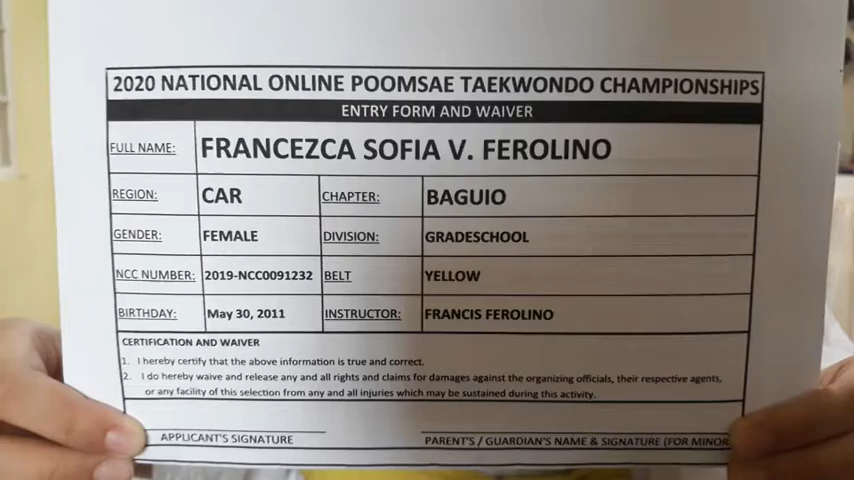 2020 NATIONAL ONLINE POOMSAE TAEKWONDO CHAMPIONSHIPS
ENTRY FORM AND WAIVER
FULL NAME: FRANCEZCA SOFIA V. FEROLINO
REGION: CAR CHAPTER: BAGUIO
GENDER: FEMALE DIVISION: GRADESCHOOL
NCC NUMBER: 2019-NCC0091232 BELT YELLOW
BIRTHDAY: May 30, 2011 INSTRUCTOR: FRANCIS FEROLINO
CERTIFICATION AND WAIVER
1. I hereby certify that the above information is true and correct.
2. I do hereby waive and release any and all rights and claims for damages against the organizing officials, their respective agents,
or any facility of this selection from any and all injuries which may be sustained during this activity.
APPLICANT'S SIGNATURE PARENT'S / GUARDIAN'S NAME & SIGNATURE (FOR MINOR